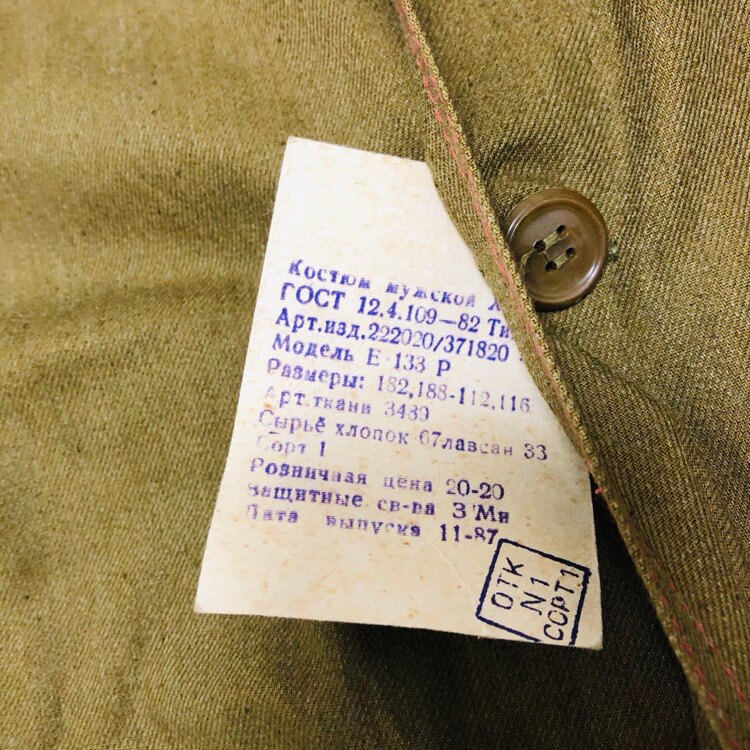 Костюм мужской Х
ГОСТ 12.4.109—82 Ти
Арт.изд.222020/371820
Модель Е-133 Р
Размеры: 182,188-112,116
Арт.ткани 3489
Сырьё хлопок 67лавсан 33
Сорт 1
Розничная цена 20-20
Защитные св-ва З Ми
Дата выпуска 11-87
ОТК
N1
СОРТ1